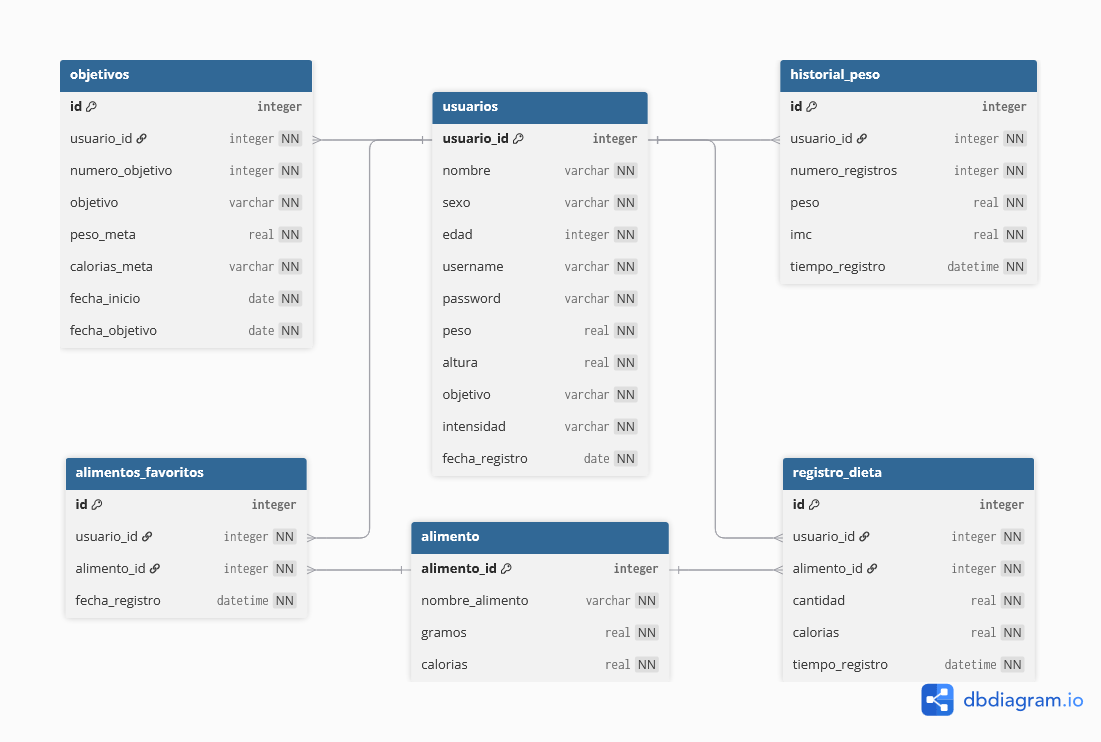 objetivos
id integer
usuario_id integer NN
numero_objetivo integer NN
objetivo varchar NN
peso_meta real NN
calorias_meta varchar NN
fecha_inicio date NN
fecha_objetivo date NN
usuarios
usuario_id integer
nombre varchar NN
sexo varchar NN
edad integer NN
username varchar NN
password varchar NN
peso real NN
altura real NN
objetivo varchar NN
intensidad varchar NN
fecha_registro date NN
historial_peso
id integer
usuario_id integer NN
numero_registros integer NN
peso real NN
imc real NN
tiempo_registro datetime NN
alimentos_favoritos
id integer
usuario_id integer NN
alimento_id integer NN
fecha_registro datetime NN
alimento
alimento_id integer
nombre_alimento varchar NN
gramos real NN
calorias real NN
registro_dieta
id integer
usuario_id integer NN
alimento_id integer NN
cantidad real NN
calorias real NN
tiempo_registro datetime NN
dbdiagram.io